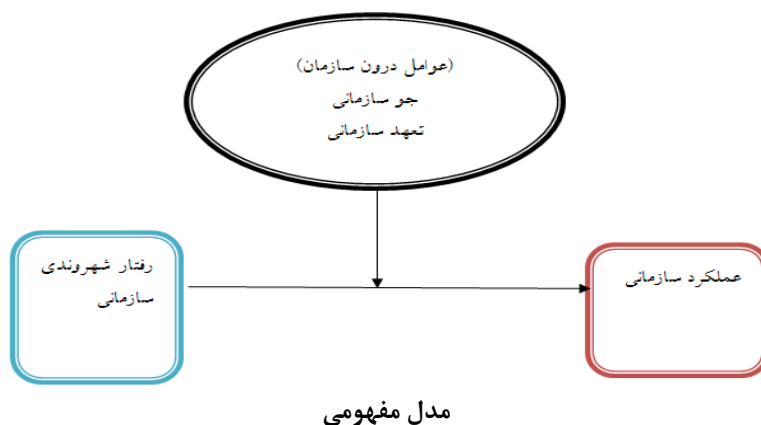 (عوامل درون سازمان)
جو سازمانی
تعهد سازمانی
رفتار شهروندی
سازمانی
عملکرد سازمانی
مدل مفهومی